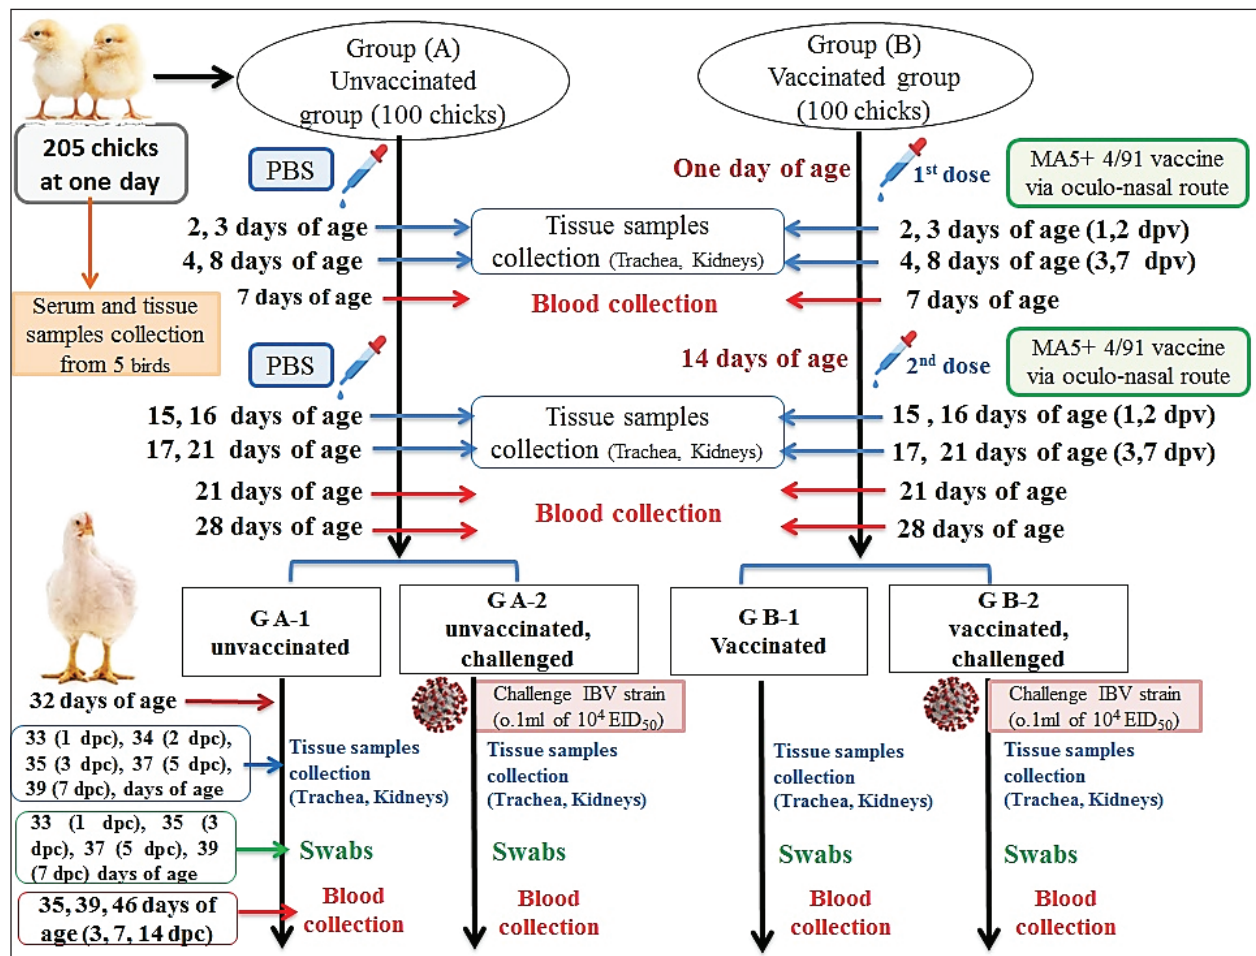 Group (A)
Unvaccinated
group (100 chicks)
Group (B)
Vaccinated group
(100 chicks)
205 chicks
at one day
PBS
One day of age
1st dose
MA5+ 4/91 vaccine
via oculo-nasal route
2, 3 days of age
4, 8 days of age
7 days of age
Tissue samples
collection (Trachea, Kidneys)
Blood collection
2, 3 days of age (1,2 dpv)
4, 8 days of age (3,7 dpv)
7 days of age
Serum and tissue
samples collection
from 5 birds
PBS
14 days of age
2nd dose
MA5+ 4/91 vaccine
via oculo-nasal route
15, 16 days of age
17, 21 days of age
Tissue samples
collection (Trachea, Kidneys)
15 , 16 days of age (1,2 dpv)
17, 21 days of age (3,7 dpv)
21 days of age
28 days of age
Blood collection
21 days of age
28 days of age
G A-1
unvaccinated
G A-2
unvaccinated,
challenged
G B-1
Vaccinated
G B-2
vaccinated,
challenged
32 days of age
Challenge IBV strain
(o.1ml of 10⁴ EID₅₀)
Challenge IBV strain
(o.1ml of 10⁴ EID₅₀)
33 (1 dpc), 34 (2 dpc),
35 (3 dpc), 37 (5 dpc),
39 (7 dpc), days of age
Tissue samples
collection
(Trachea, Kidneys)
Tissue samples
collection
(Trachea, Kidneys)
Tissue samples
collection
(Trachea, Kidneys)
Tissue samples
collection
(Trachea, Kidneys)
33 (1 dpc), 35 (3
dpc), 37 (5 dpc), 39
(7 dpc) days of age
Swabs
Swabs
Swabs
Swabs
35, 39, 46 days of
age (3, 7, 14 dpc)
Blood
collection
Blood
collection
Blood
collection
Blood
collection